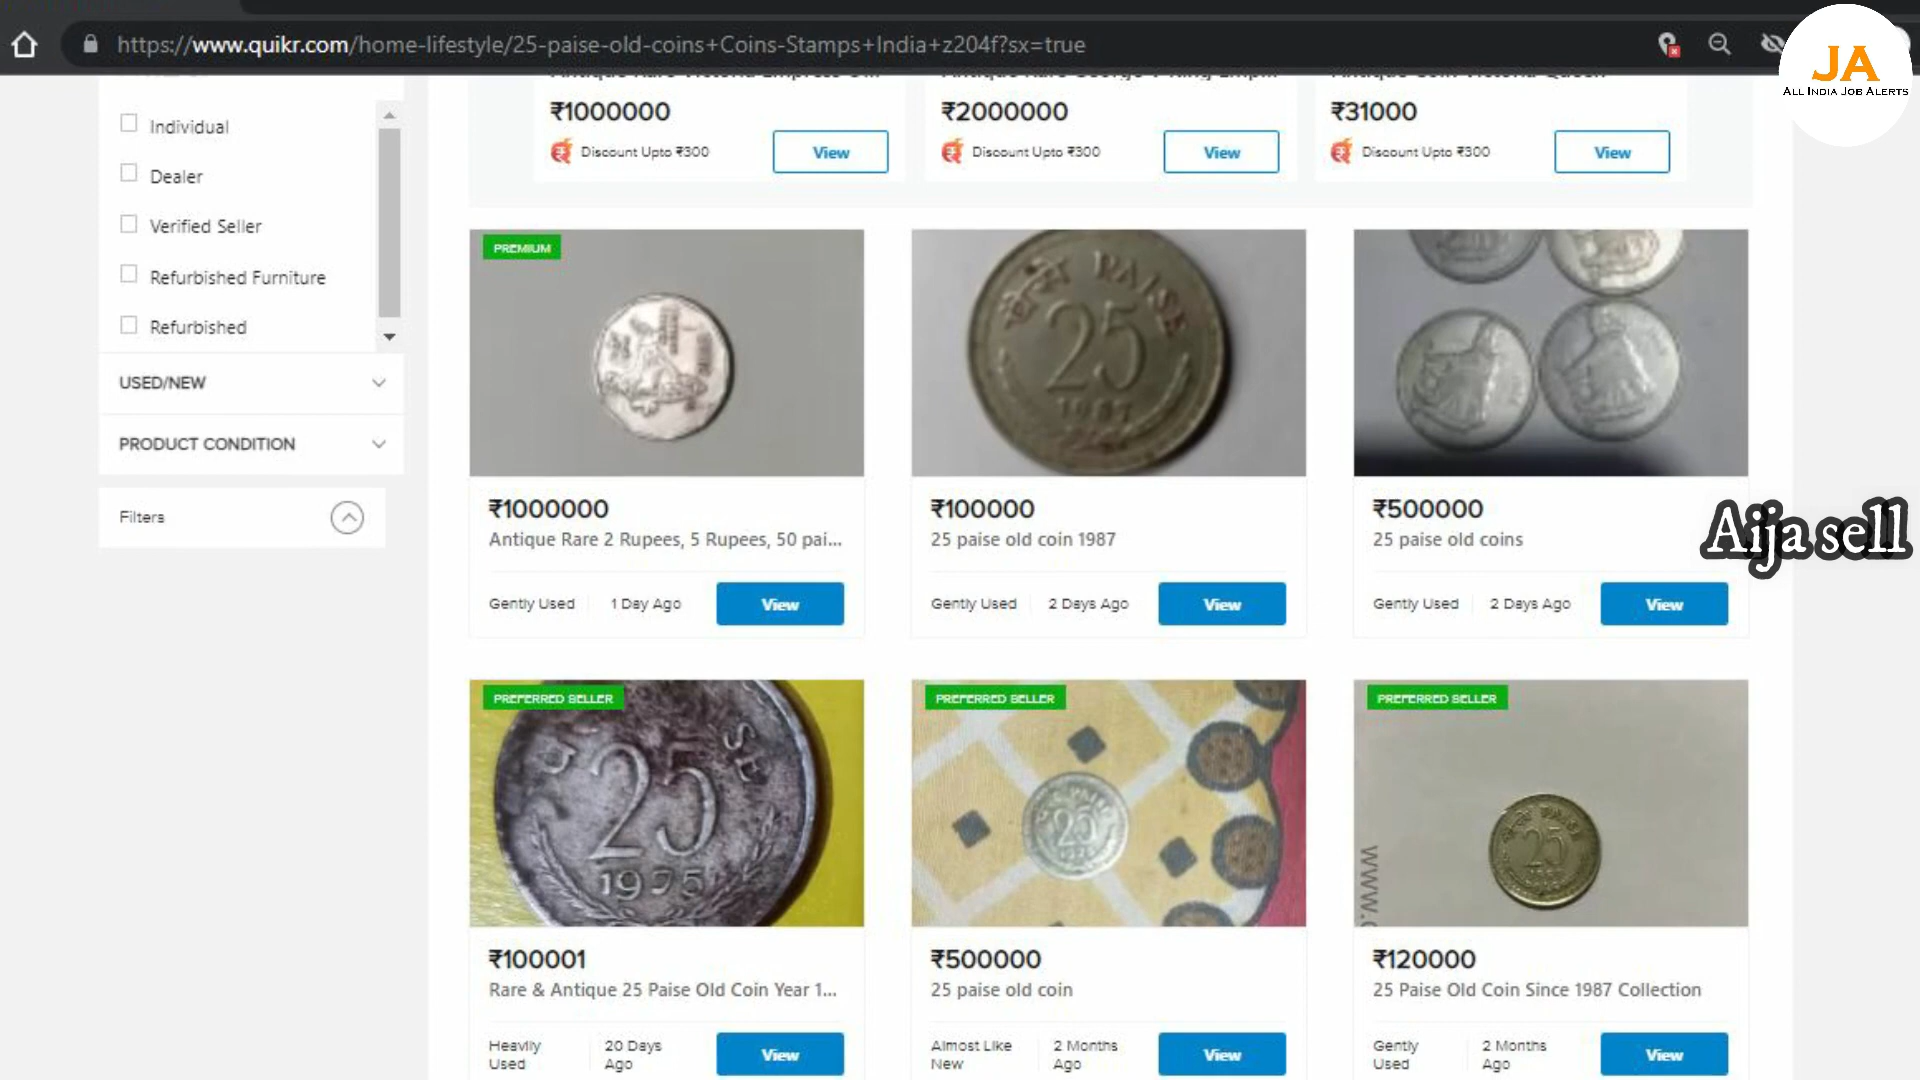 https://www.quikr.com/home-lifestyle/25-paise-old-coins+Coins-Stamps+India+z204f?sx=true
JA
ALL INDIA JOB ALERTS
₹1000000
₹2000000
₹31000
Discount Upto ₹300
View
Discount Upto ₹300
View
Discount Upto ₹300
View
Individual
Dealer
Verified Seller
Refurbished Furniture
Refurbished
USED/NEW
PRODUCT CONDITION
Filters
PREMIUM
पैसे PAISE
25
1987
₹1000000
Antique Rare 2 Rupees, 5 Rupees, 50 pai...
Gently Used
1 Day Ago
View
₹100000
25 paise old coin 1987
Gently Used
2 Days Ago
View
₹500000
25 paise old coins
Gently Used
2 Days Ago
View
Aija sell
PREFERRED SELLER
25
SE
1975
PREFERRED SELLER
PAISE
25
PREFERRED SELLER
पैसे PAISE
25
www.
₹100001
Rare & Antique 25 Paise Old Coin Year 1...
Heavily Used
20 Days Ago
View
₹500000
25 paise old coin
Almost Like New
2 Months Ago
View
₹120000
25 Paise Old Coin Since 1987 Collection
Gently Used
2 Months Ago
View